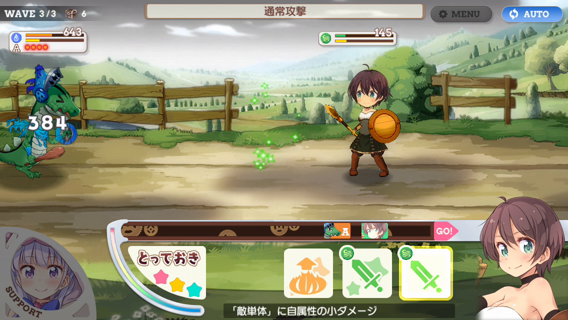 WAVE 3/3 6
通常攻撃
MENU
AUTO
643
145
A
384
A
GO!
とっておき
SUPPORT
「敵単体」に自属性の小ダメージ